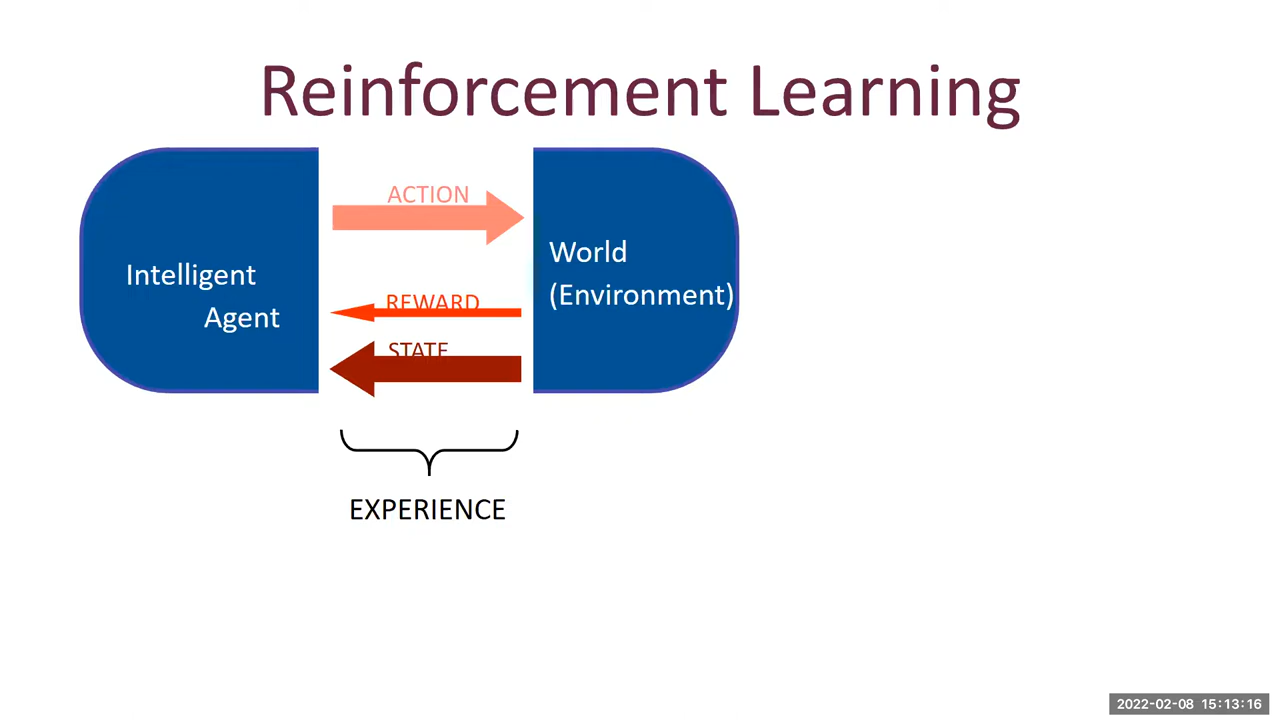 Reinforcement Learning
ACTION
World
Intelligent
(Environment)
REWARD
Agent
STATE
EXPERIENCE
2022-02-08 15:13:16